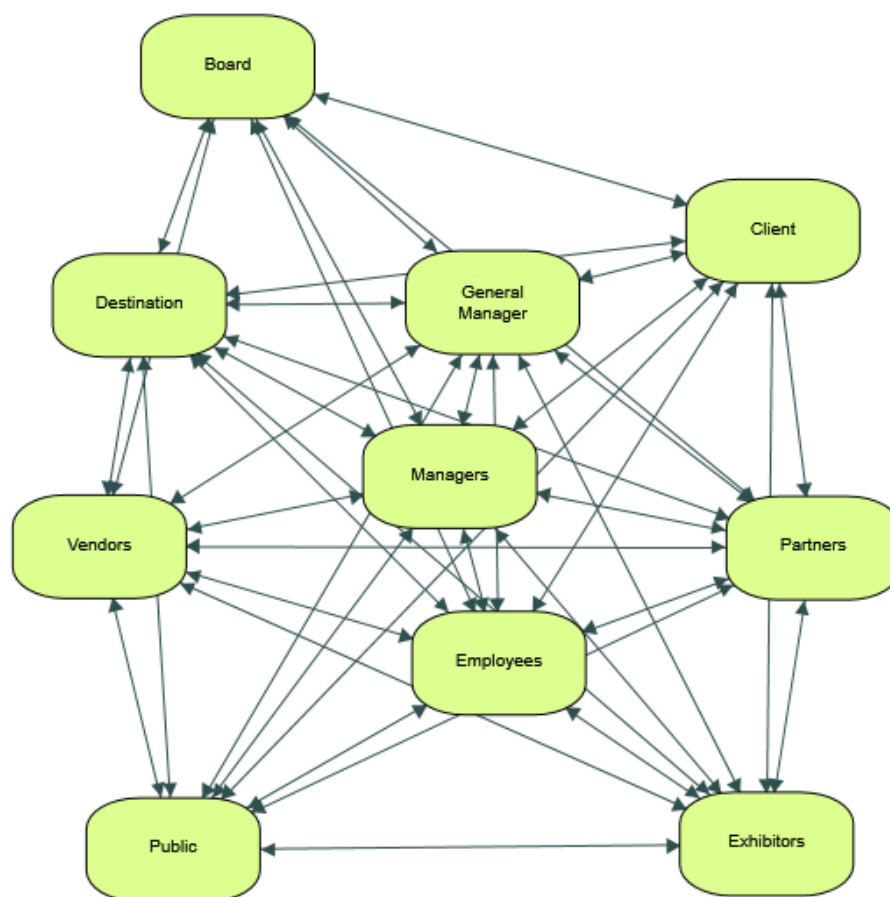 Board
Client
Destination
General
Manager
Managers
Vendors
Partners
Employees
Public
Exhibitors